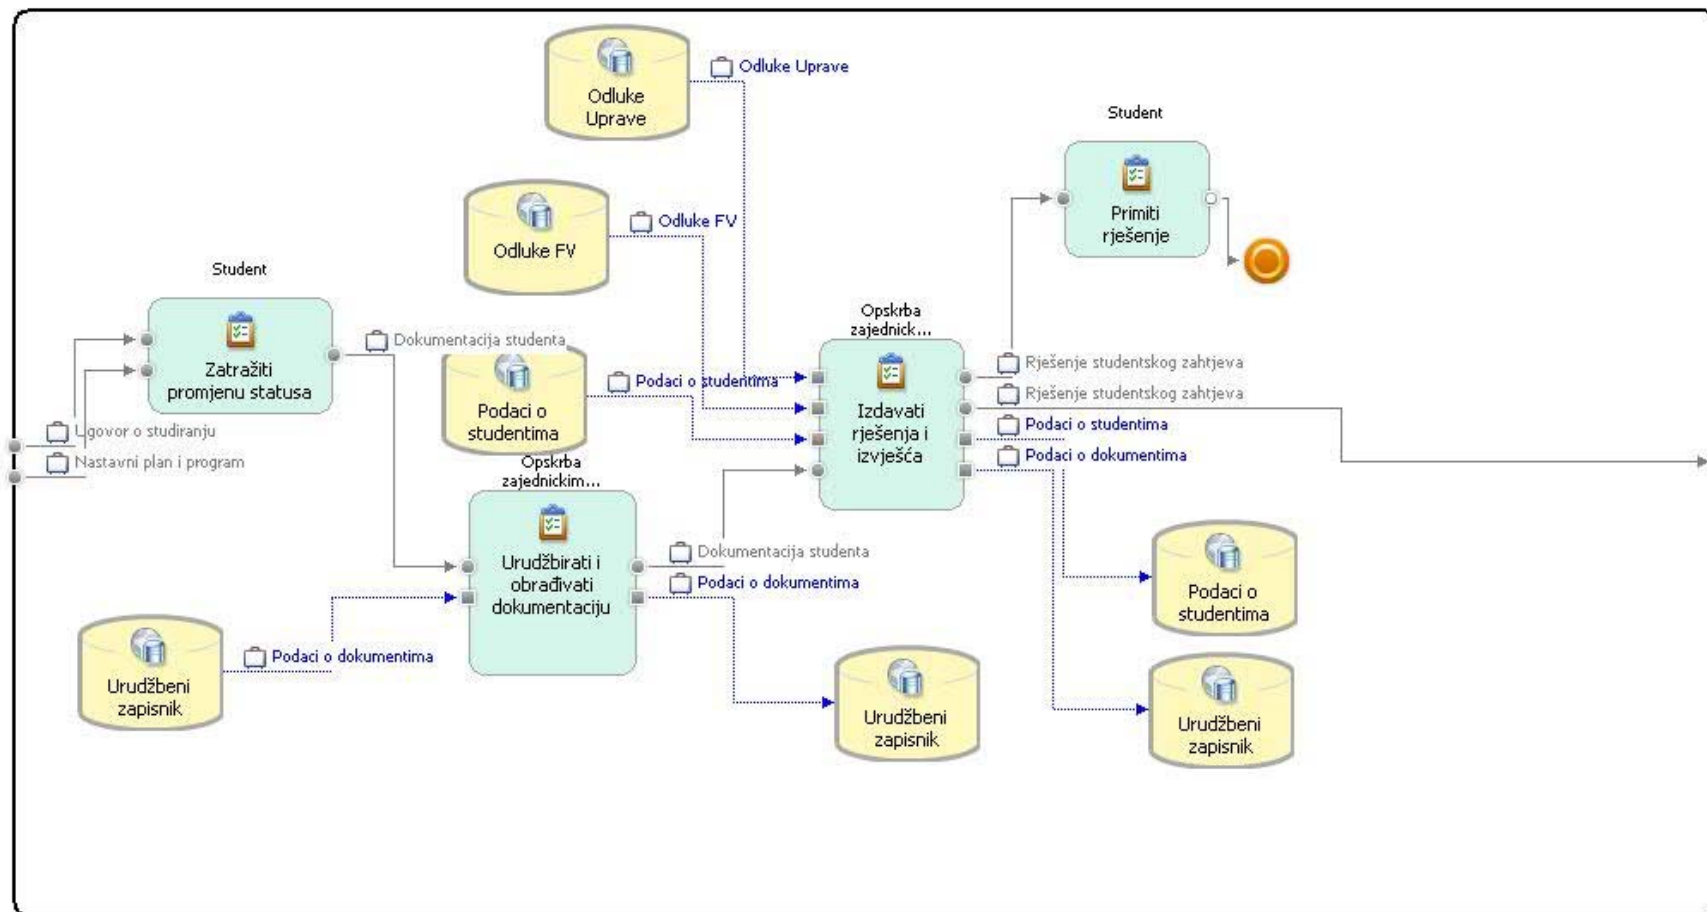 Odluke
Uprave
Odluke Uprave
Student
Primiti
rješenje
Odluke FV
Odluke FV
Student
Zatražiti
promjenu statusa
Dokumentacija studenta
Ugovor o studiranju
Nastavni plan i program
Podaci o
studentima
Podaci o studentima
Opskrba
zajednick...
Izdavati
rješenja i
izvješća
Rješenje studentskog zahtjeva
Rješenje studentskog zahtjeva
Podaci o studentima
Podaci o dokumentima
Opskrba
zajednickim...
Urudžbirati i
obrađivati
dokumentaciju
Dokumentacija studenta
Podaci o dokumentima
Podaci o
studentima
Urudžbeni
zapisnik
Podaci o dokumentima
Urudžbeni
zapisnik
Urudžbeni
zapisnik